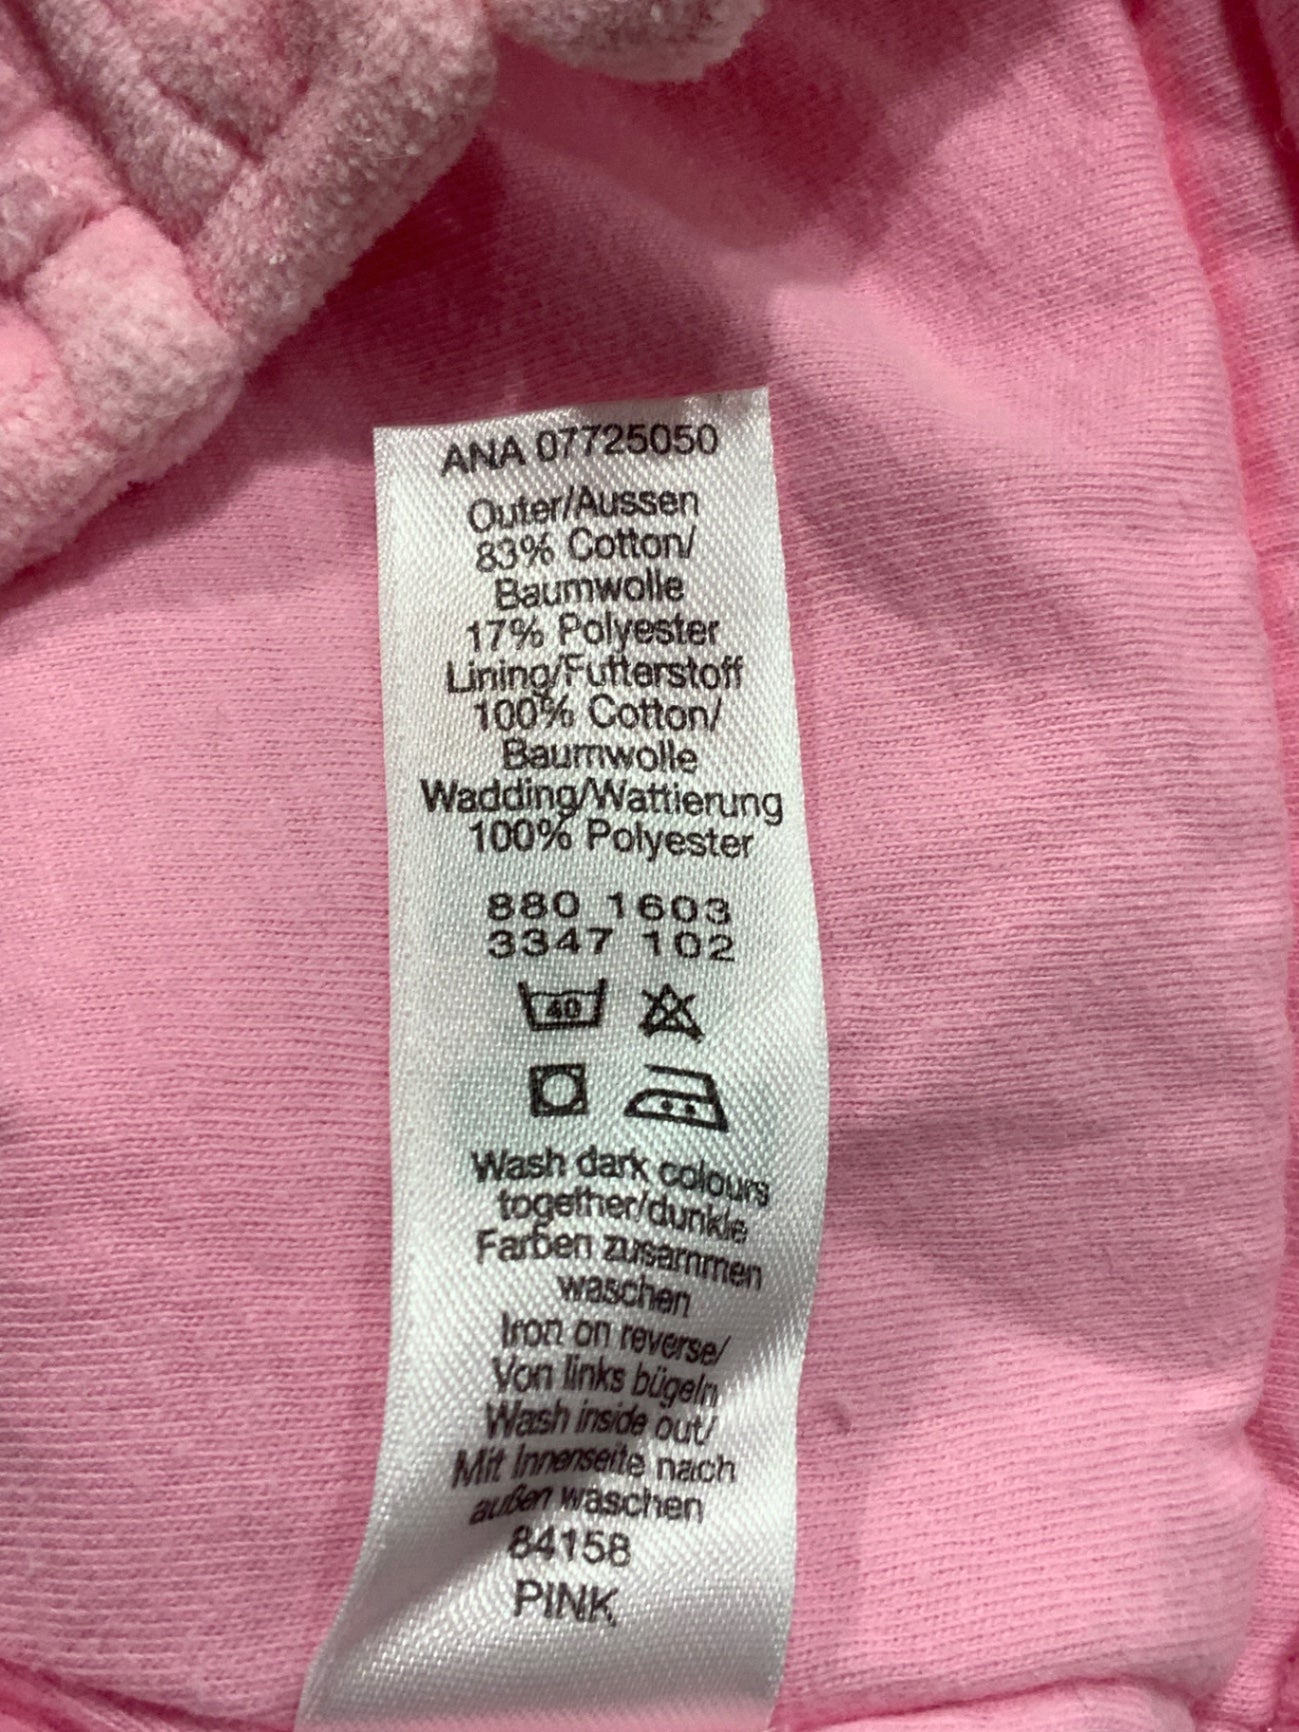 ANA 07725050
Outer/Aussen
83% Cotton/
Baumwolle
17% Polyester
Lining/Futterstoff
100% Cotton/
Baumwolle
Wadding/Wattierung
100% Polyester
880 1603
3347 102
40
Wash dark colours
together/dunkle
Farben zusammen
waschen
Iron on reverse/
Von links bügeln
Wash inside out/
Mit Innenseite nach
außen waschen
84158
PINK